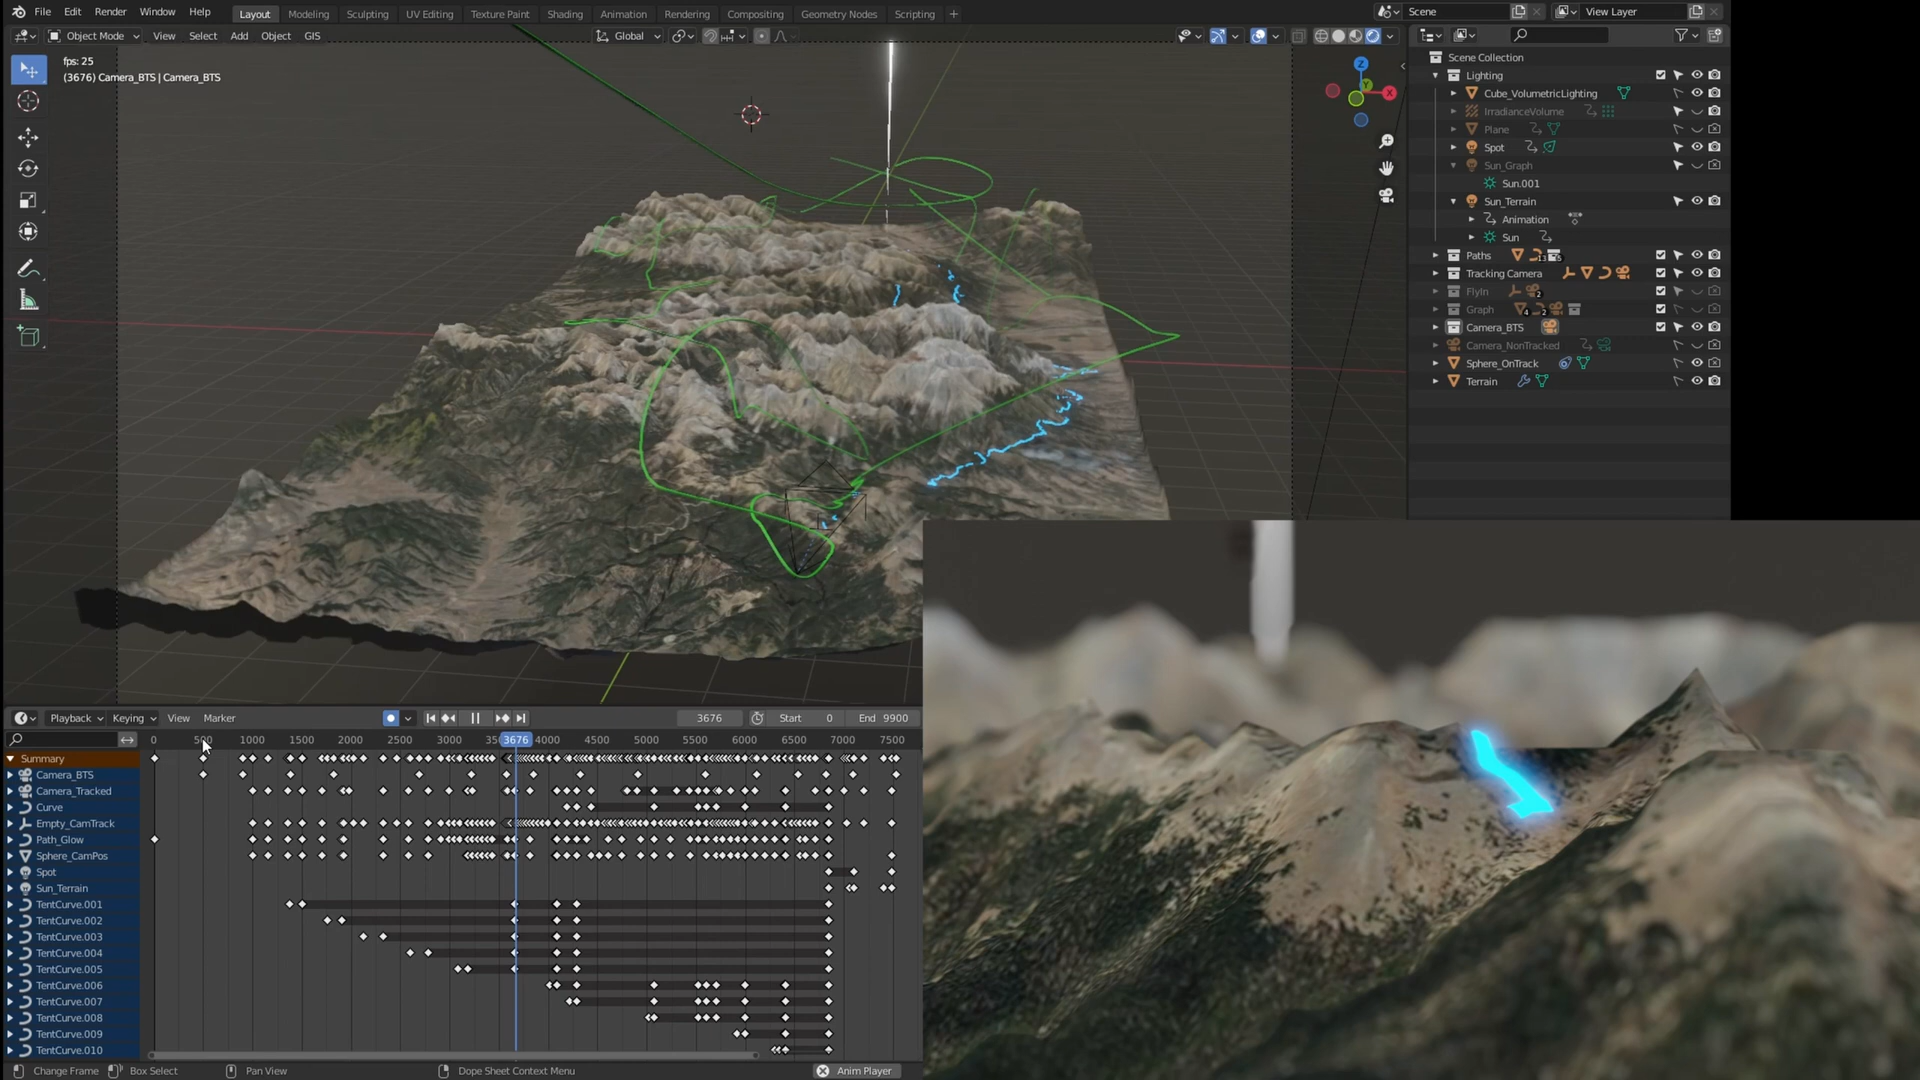 File Edit Render Window Help Layout Modeling Sculpting UV Editing Texture Paint Shading Animation Rendering Compositing Geometry Nodes Scripting + Scene View Layer
Object Mode View Select Add Object GIS Global
fps: 25
(3676) Camera_BTS | Camera_BTS
Z
Y
X
Scene Collection
Lighting
Cube_VolumetricLighting
IrradianceVolume
Plane
Spot
Sun_Graph
Sun.001
Sun_Terrain
Animation
Sun
Paths
Tracking Camera
FlyIn 2
Graph 4 2
Camera_BTS
Camera_NonTracked
Sphere_OnTrack
Terrain
Playback Keying View Marker 3676 Start 0 End 9900
0 500 1000 1500 2000 2500 3000 3676 4000 4500 5000 5500 6000 6500 7000 7500
Summary
Camera_BTS
Camera_Tracked
Curve
Empty_CamTrack
Path_Glow
Sphere_CamPos
Spot
Sun_Terrain
TentCurve.001
TentCurve.002
TentCurve.003
TentCurve.004
TentCurve.005
TentCurve.006
TentCurve.007
TentCurve.008
TentCurve.009
TentCurve.010
Change Frame Box Select Pan View Dope Sheet Context Menu Anim Player